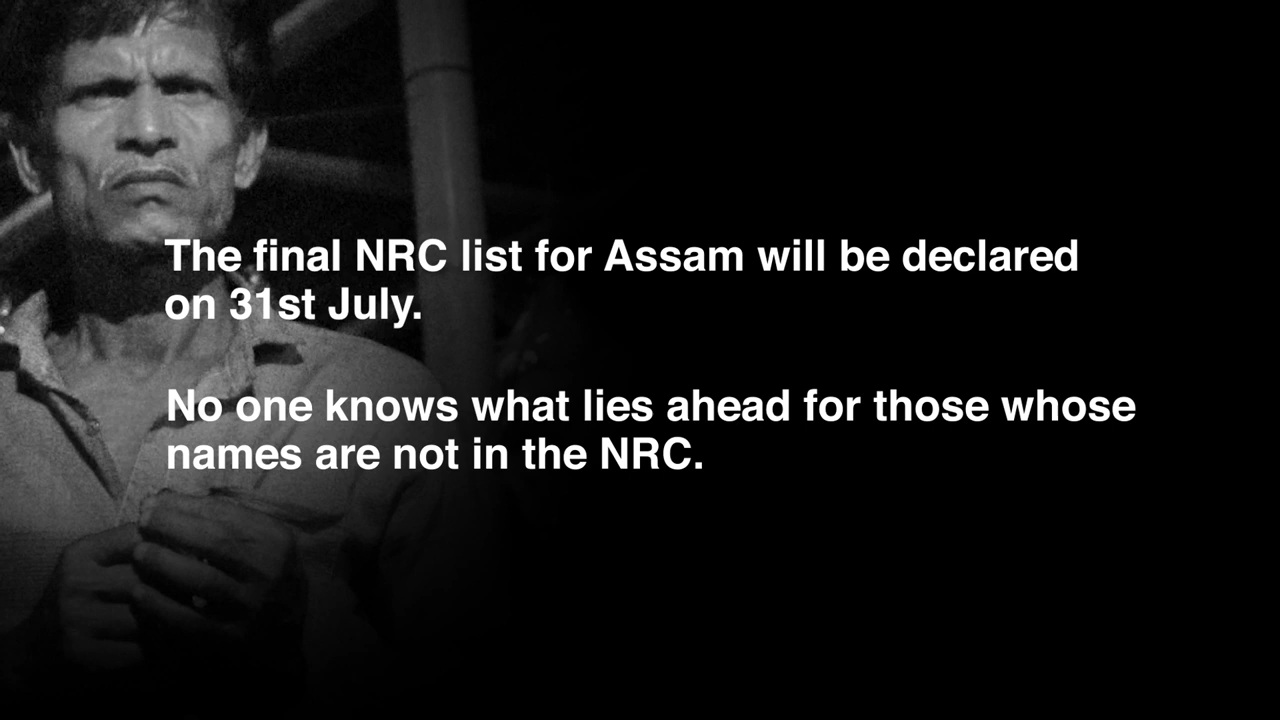 The final NRC list for Assam will be declared
on 31st July.
No one knows what lies ahead for those whose
names are not in the NRC.